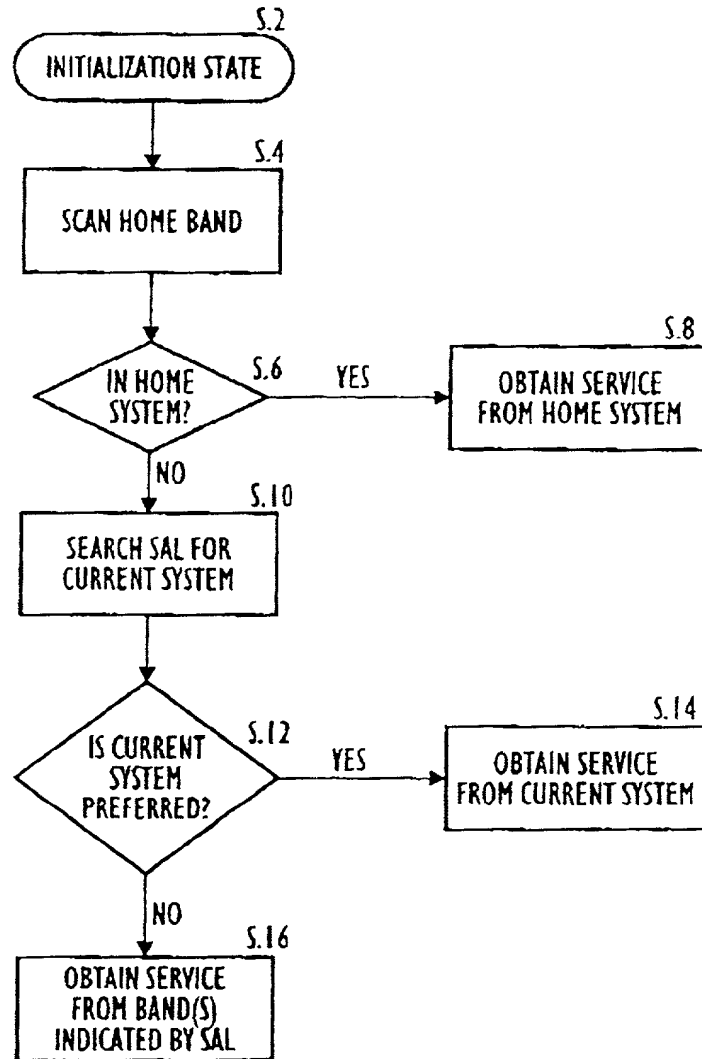 S.2
INITIALIZATION STATE
S.4
SCAN HOME BAND
S.6
IN HOME
SYSTEM?
YES
S.8
OBTAIN SERVICE
FROM HOME SYSTEM
NO
S.10
SEARCH SAL FOR
CURRENT SYSTEM
S.12
IS CURRENT
SYSTEM
PREFERRED?
YES
S.14
OBTAIN SERVICE
FROM CURRENT SYSTEM
NO
S.16
OBTAIN SERVICE
FROM BAND(S)
INDICATED BY SAL